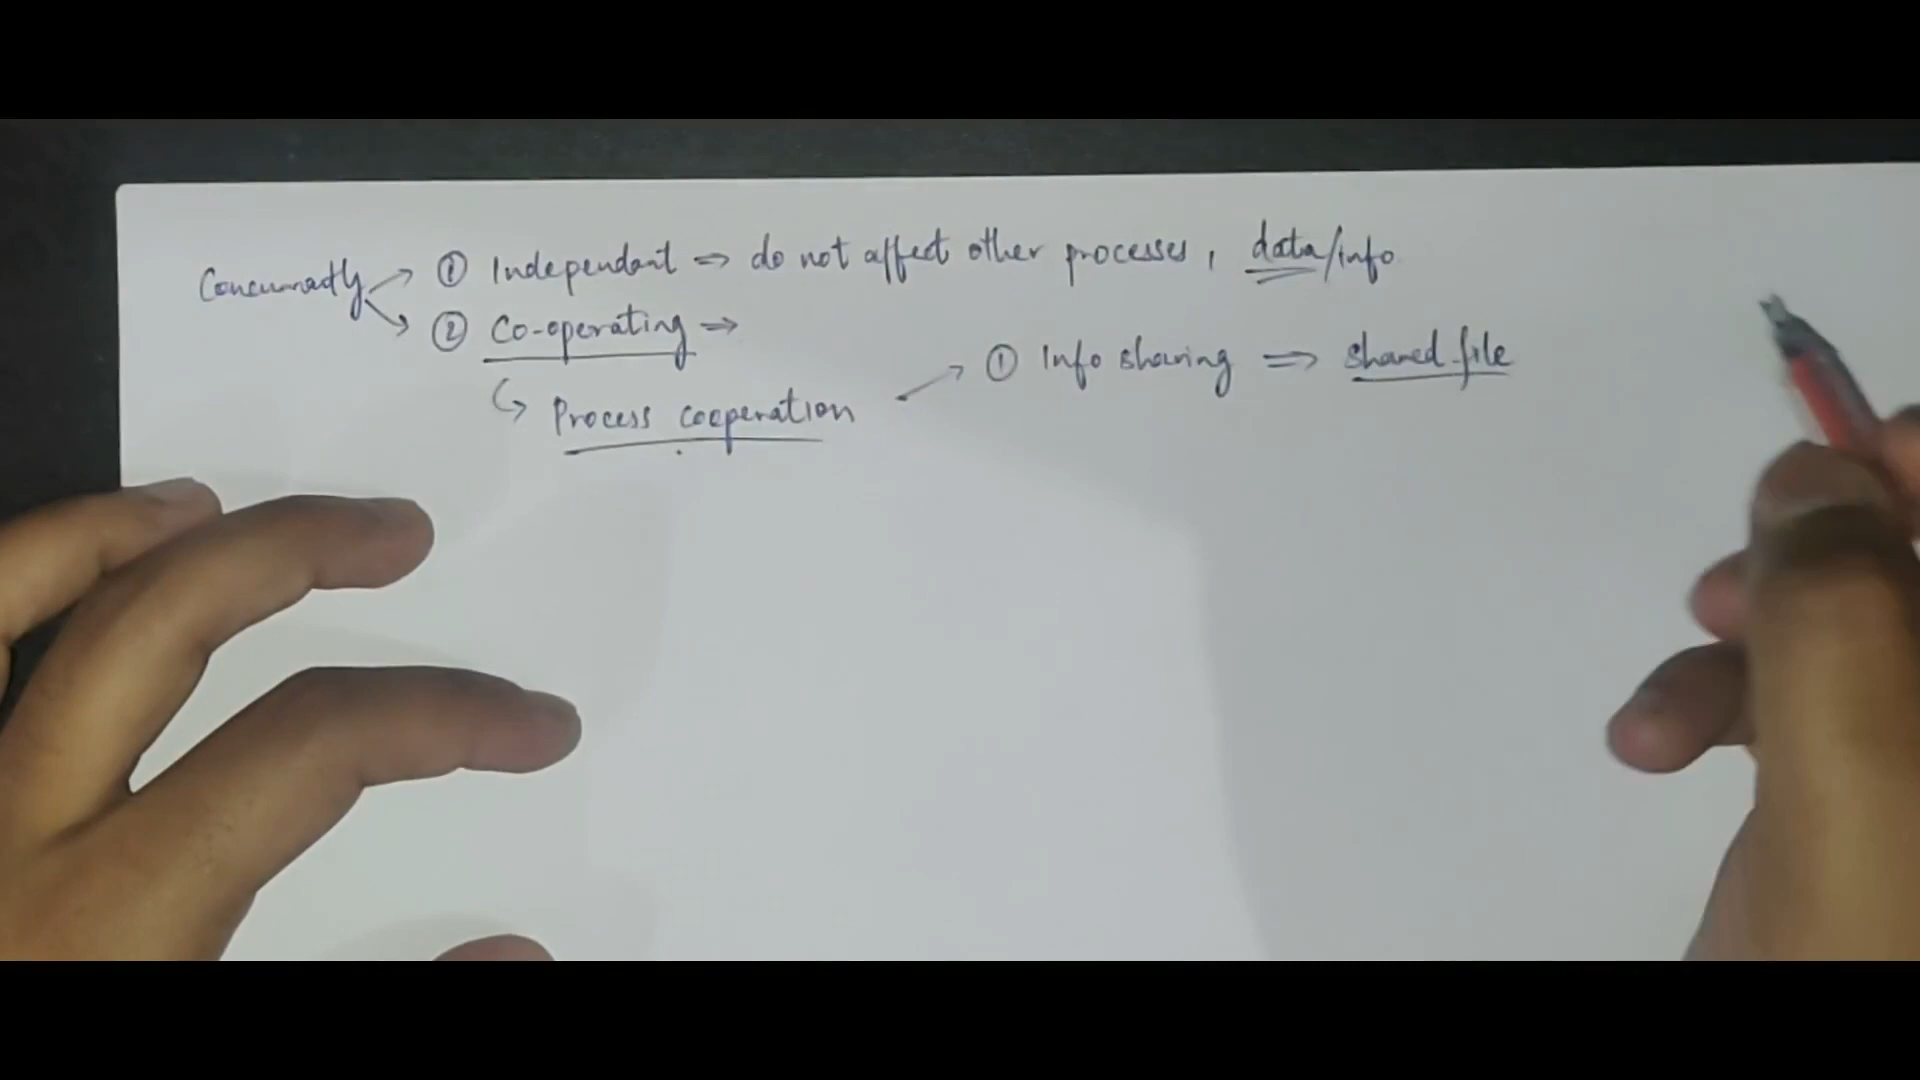 Concurrently → ① Independent ⇒ do not affect other processes, data/info
→ ② Co-operating ⇒
↳ Process cooperation → ① Info sharing ⇒ shared file